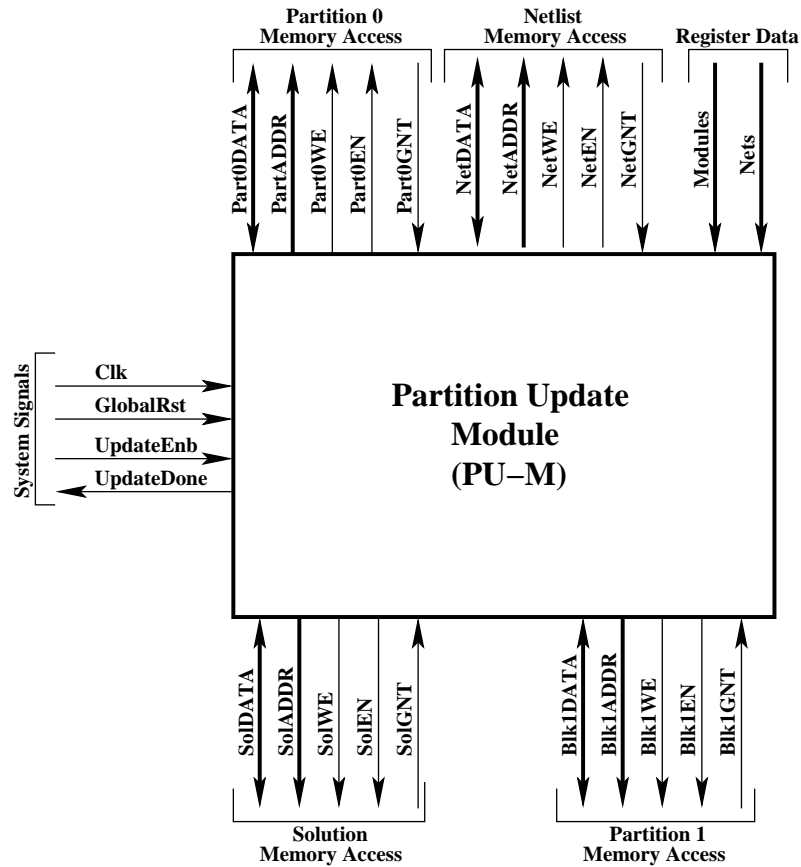 Partition 0
Memory Access
Netlist
Memory Access
Register Data
Part0DATA
PartADDR
Part0WE
Part0EN
Part0GNT
NetDATA
NetADDR
NetWE
NetEN
NetGNT
Modules
Nets
System Signals
Clk
GlobalRst
UpdateEnb
UpdateDone
Partition Update
Module
(PU−M)
SolDATA
SolADDR
SolWE
SolEN
SolGNT
Blk1DATA
Blk1ADDR
Blk1WE
Blk1EN
Blk1GNT
Solution
Memory Access
Partition 1
Memory Access